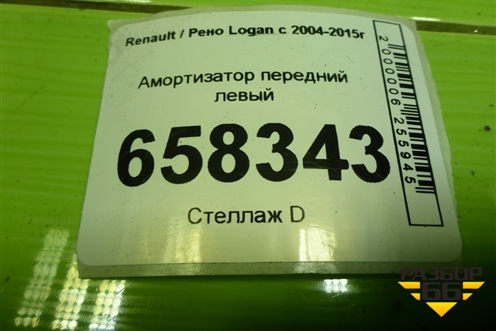 Renault / Рено Logan с 2004-2015г
Амортизатор передний
левый
658343
Стеллаж D
2000006255945
РАЗБОР
66